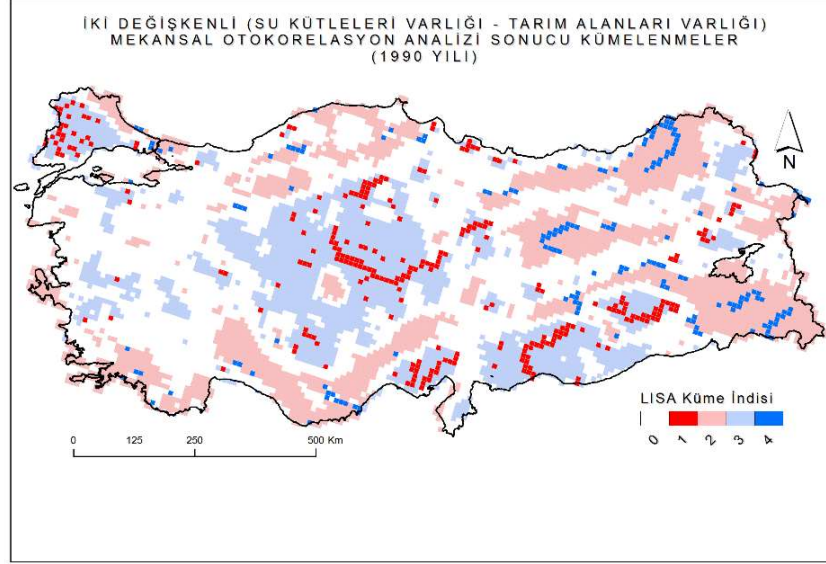 İKİ DEĞİŞKENLİ (SU KÜTLELERİ VARLIĞI - TARIM ALANLARI VARLIĞI)
MEKANSAL OTOKORELASYON ANALİZİ SONUCU KÜMELENMELER
(1990 YILI)
N
LISA Küme İndisi
0 1 2 3 4
0 125 250 500 Km